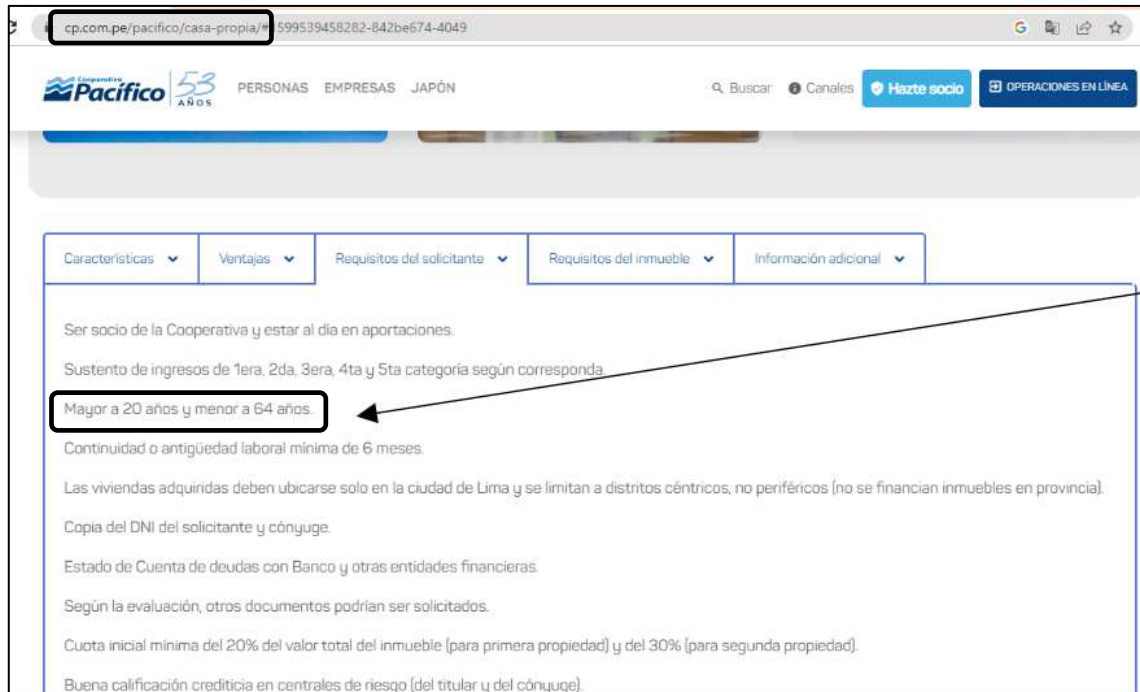 cp.com.pe/pacifico/casa-propia/#1599539458282-842be674-4049
Cooperativa
Pacífico 53 AÑOS
PERSONAS EMPRESAS JAPÓN Buscar Canales Hazte socio OPERACIONES EN LÍNEA
Características Ventajas Requisitos del solicitante Requisitos del inmueble Información adicional
Ser socio de la Cooperativa y estar al día en aportaciones.
Sustento de ingresos de 1era, 2da, 3era, 4ta y 5ta categoría según corresponda.
Mayor a 20 años y menor a 64 años.
Continuidad o antigüedad laboral mínima de 6 meses.
Las viviendas adquiridas deben ubicarse solo en la ciudad de Lima y se limitan a distritos céntricos, no periféricos (no se financian inmuebles en provincia).
Copia del DNI del solicitante y cónyuge.
Estado de Cuenta de deudas con Banco y otras entidades financieras.
Según la evaluación, otros documentos podrían ser solicitados.
Cuota inicial mínima del 20% del valor total del inmueble (para primera propiedad) y del 30% (para segunda propiedad).
Buena calificación crediticia en centrales de riesgo (del titular y del cónyuge).